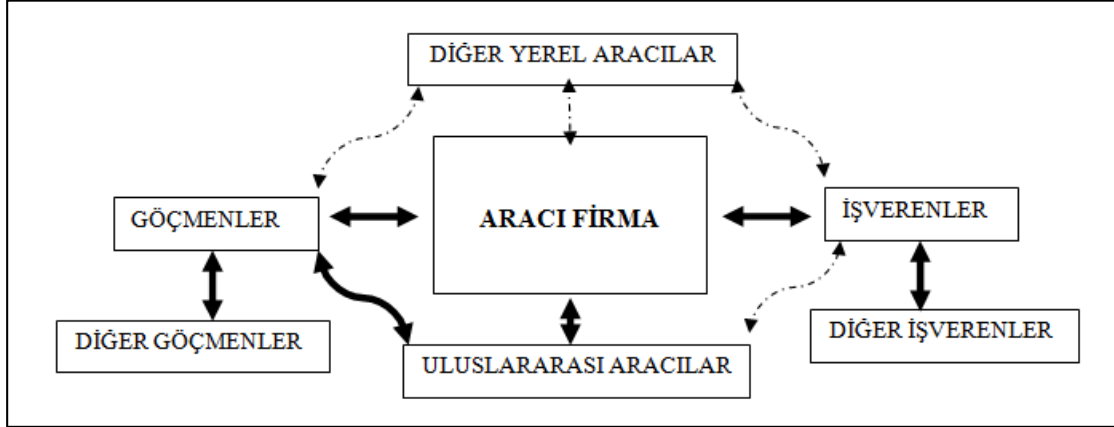 DİĞER YEREL ARACILAR
GÖÇMENLER
ARACI FİRMA
İŞVERENLER
DİĞER GÖÇMENLER
ULUSLARARASI ARACILAR
DİĞER İŞVERENLER